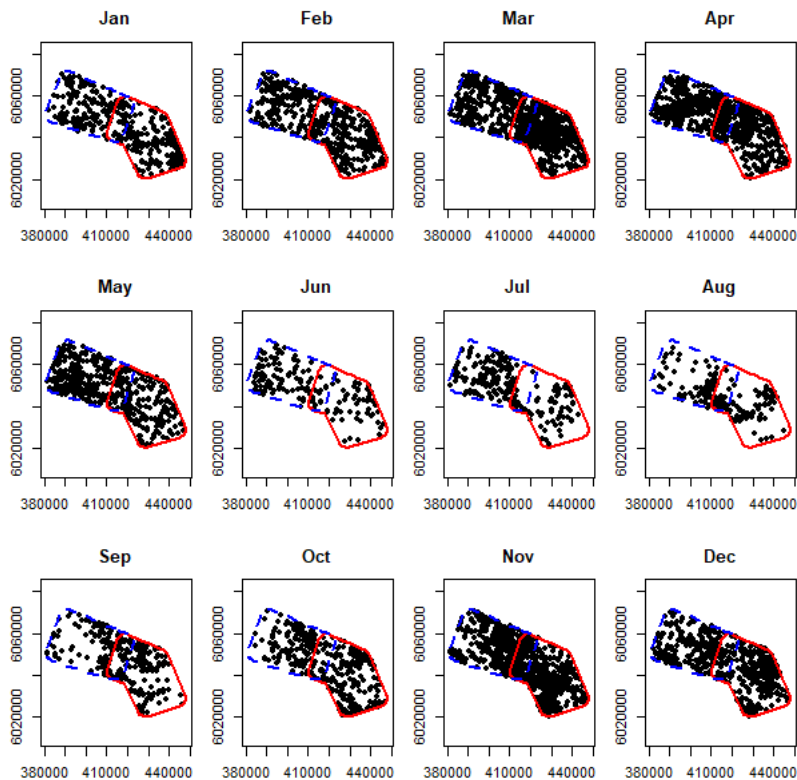 Jan Feb Mar Apr
6020000 6060000 6020000 6060000 6020000 6060000 6020000 6060000
380000 410000 440000 380000 410000 440000 380000 410000 440000 380000 410000 440000
May Jun Jul Aug
6020000 6060000 6020000 6060000 6020000 6060000 6020000 6060000
380000 410000 440000 380000 410000 440000 380000 410000 440000 380000 410000 440000
Sep Oct Nov Dec
6020000 6060000 6020000 6060000 6020000 6060000 6020000 6060000
380000 410000 440000 380000 410000 440000 380000 410000 440000 380000 410000 440000